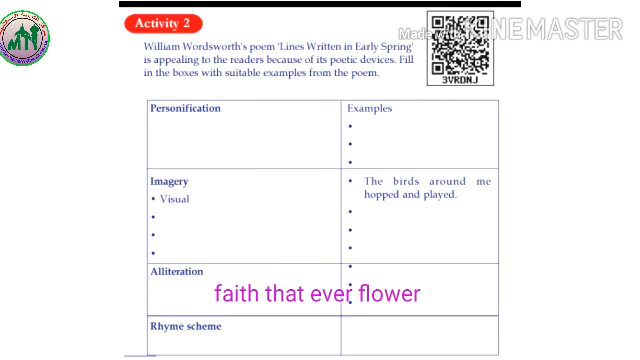 Activity 2
Made with KINEMASTER
William Wordsworth's poem 'Lines Written in Early Spring'
is appealing to the readers because of its poetic devices. Fill
in the boxes with suitable examples from the poem.
3VRDNJ
Personification
Examples
•
•
•
Imagery
• The birds around me
hopped and played.
• Visual
•
•
•
•
•
•
Alliteration
•
•
•
faith that ever flower
Rhyme scheme